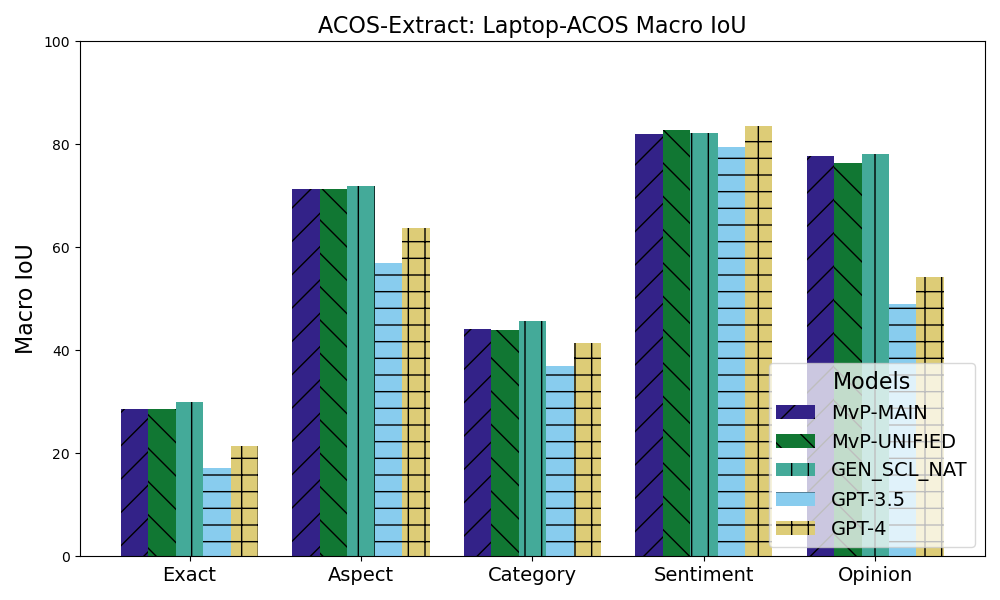 ACOS-Extract: Laptop-ACOS Macro IoU
Macro IoU
100
80
60
40
20
0
Exact
Aspect
Category
Sentiment
Opinion
Models
MvP-MAIN
MvP-UNIFIED
GEN_SCL_NAT
GPT-3.5
GPT-4